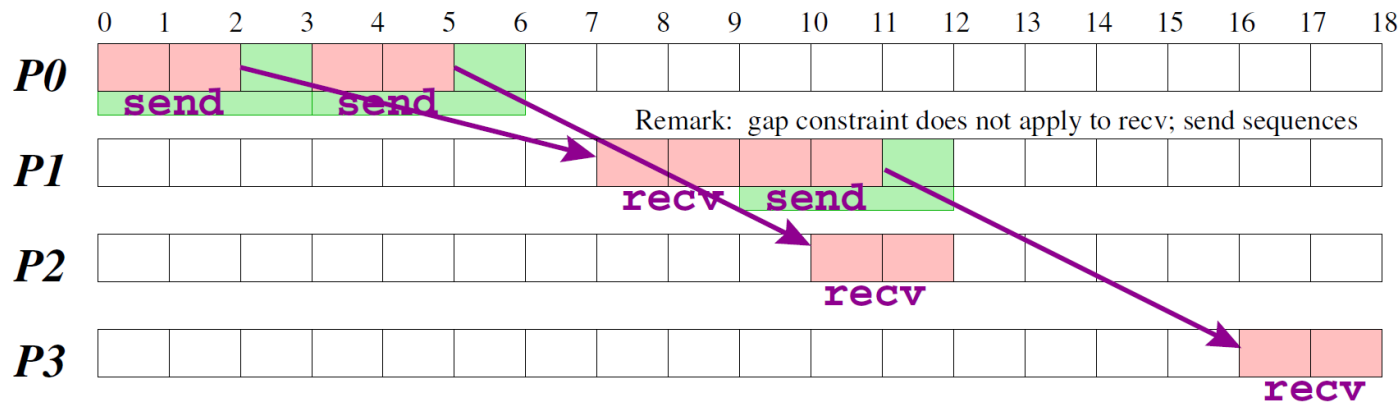 0 1 2 3 4 5 6 7 8 9 10 11 12 13 14 15 16 17 18
P0
send send
Remark: gap constraint does not apply to recv; send sequences
P1
recv send
P2
recv
P3
recv